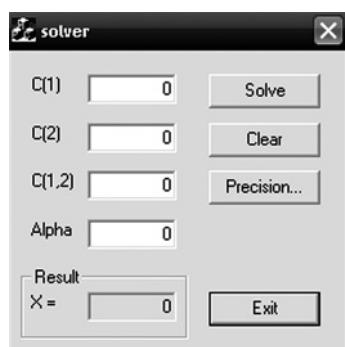 solver
C(1) 0 Solve
C(2) 0 Clear
C(1,2) 0 Precision...
Alpha 0
Result
X = 0 Exit